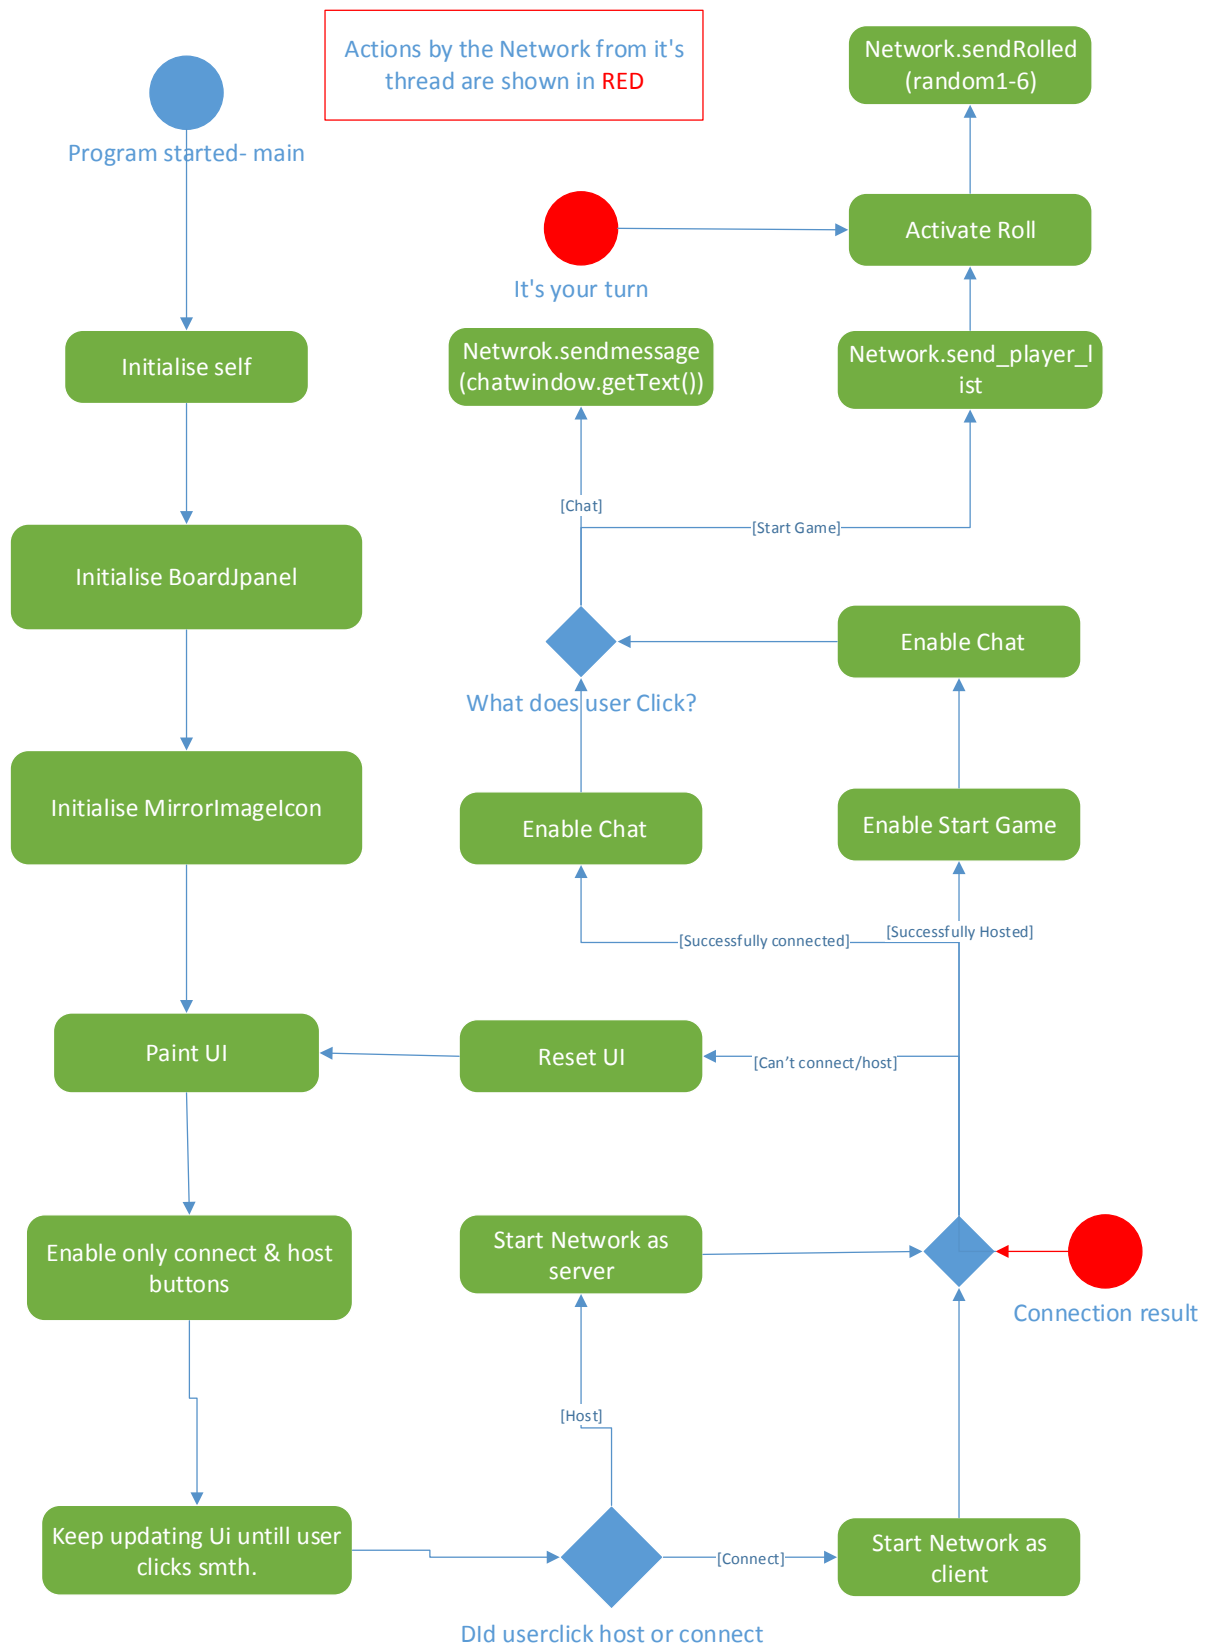 Actions by the Network from it's
thread are shown in RED
Network.sendRolled
(random1-6)
Program started- main
Activate Roll
It's your turn
Initialise self
Netwrok.sendmessage
(chatwindow.getText())
Network.send_player_l
ist
[Chat]
[Start Game]
Initialise BoardJpanel
Enable Chat
What does user Click?
Initialise MirrorImageIcon
Enable Chat
Enable Start Game
[Successfully connected]
[Successfully Hosted]
Paint UI
Reset UI
[Can't connect/host]
Enable only connect & host
buttons
Start Network as
server
Connection result
[Host]
Keep updating Ui untill user
clicks smth.
[Connect]
Start Network as
client
DId userclick host or connect